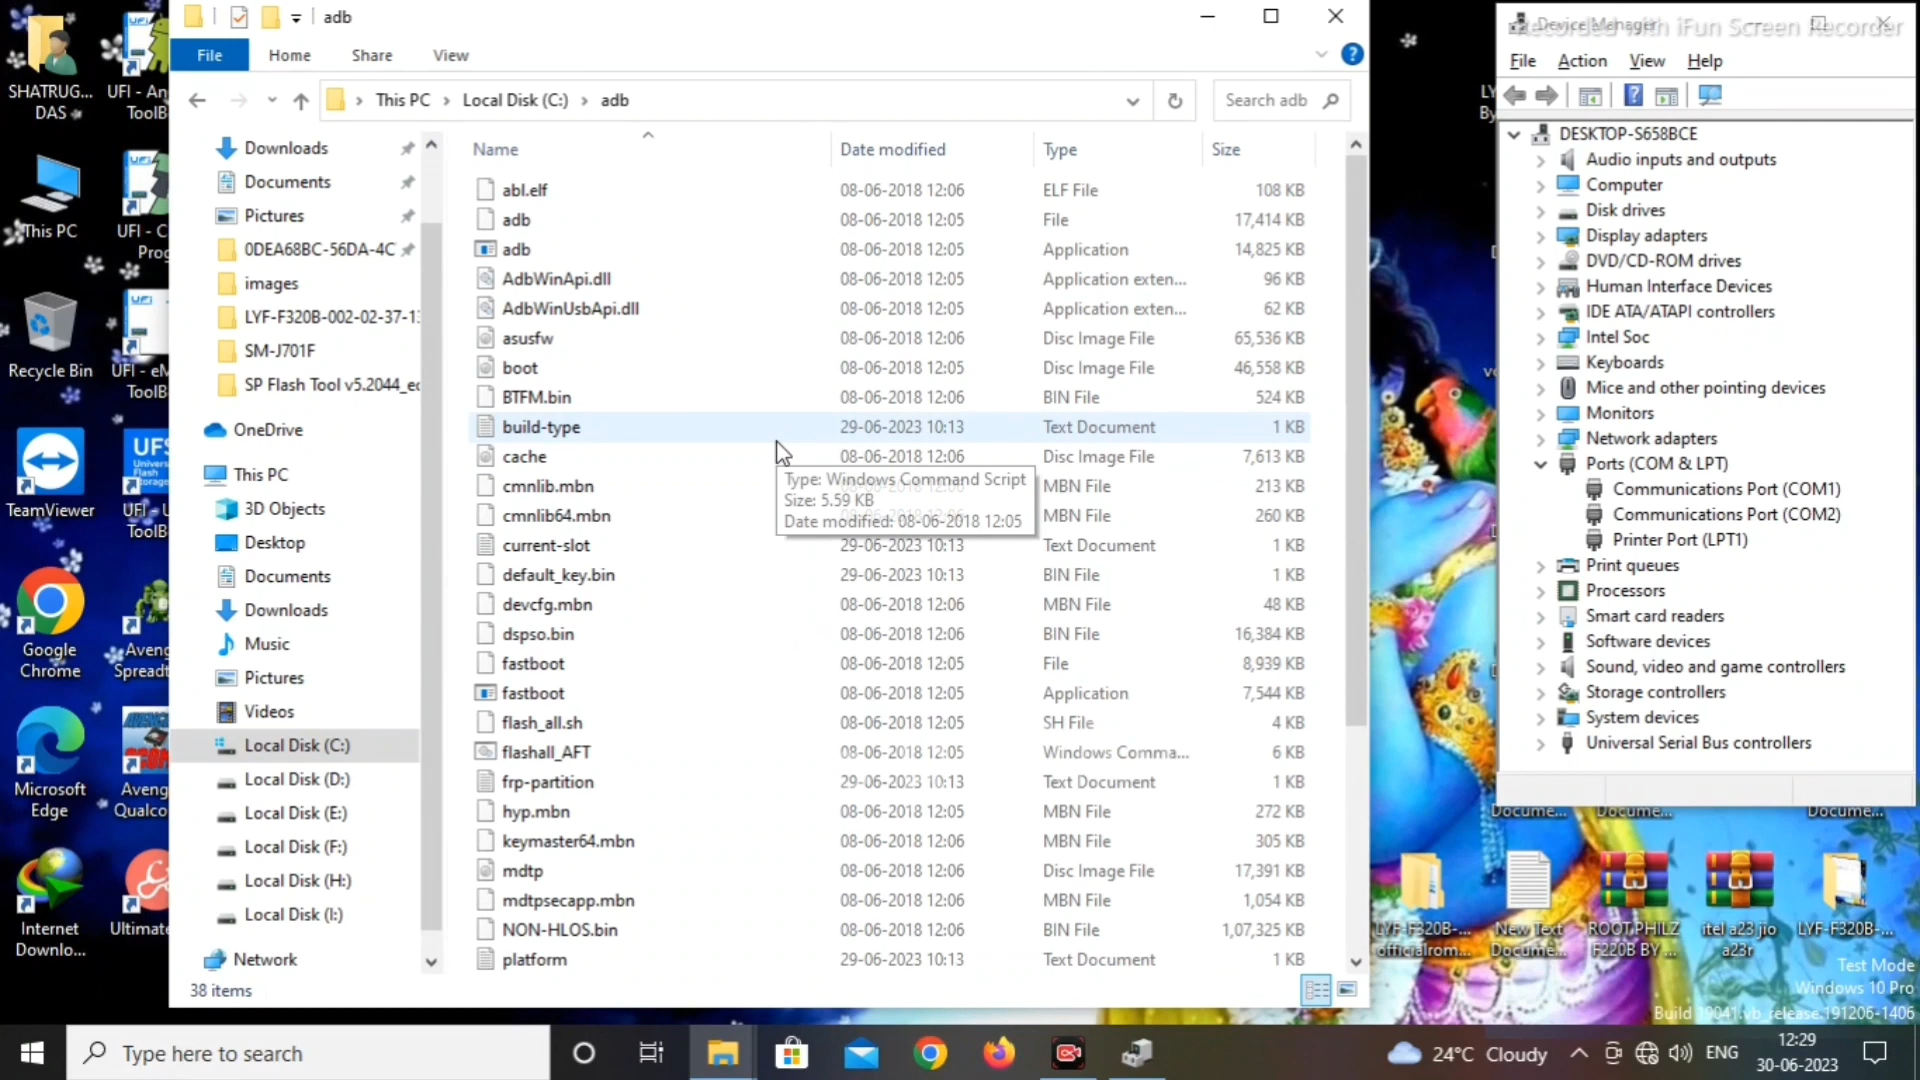 adb
File Home Share View
This PC > Local Disk (C:) > adb
Search adb
Downloads
Documents
Pictures
0DEA68BC-56DA-4C
images
LYF-F320B-002-02-37-13
SM-J701F
SP Flash Tool v5.2044_ec
OneDrive
This PC
3D Objects
Desktop
Documents
Downloads
Music
Pictures
Videos
Local Disk (C:)
Local Disk (D:)
Local Disk (E:)
Local Disk (F:)
Local Disk (H:)
Local Disk (I:)
Network
38 items
Name Date modified Type Size
abl.elf 08-06-2018 12:06 ELF File 108 KB
adb 08-06-2018 12:05 File 17,414 KB
adb 08-06-2018 12:05 Application 14,825 KB
AdbWinApi.dll 08-06-2018 12:05 Application exten... 96 KB
AdbWinUsbApi.dll 08-06-2018 12:05 Application exten... 62 KB
asusfw 08-06-2018 12:05 Disc Image File 65,536 KB
boot 08-06-2018 12:05 Disc Image File 46,558 KB
BTFM.bin 08-06-2018 12:06 BIN File 524 KB
build-type 29-06-2023 10:13 Text Document 1 KB
cache 08-06-2018 12:06 Disc Image File 7,613 KB
cmnlib.mbn 08-06-2018 12:06 MBN File 213 KB
cmnlib64.mbn 08-06-2018 12:06 MBN File 260 KB
current-slot 29-06-2023 10:13 Text Document 1 KB
default_key.bin 29-06-2023 10:13 BIN File 1 KB
devcfg.mbn 08-06-2018 12:06 MBN File 48 KB
dspso.bin 08-06-2018 12:06 BIN File 16,384 KB
fastboot 08-06-2018 12:05 File 8,939 KB
fastboot 08-06-2018 12:05 Application 7,544 KB
flash_all.sh 08-06-2018 12:05 SH File 4 KB
flashall_AFT 08-06-2018 12:05 Windows Comma... 6 KB
frp-partition 29-06-2023 10:13 Text Document 1 KB
hyp.mbn 08-06-2018 12:05 MBN File 272 KB
keymaster64.mbn 08-06-2018 12:06 MBN File 305 KB
mdtp 08-06-2018 12:06 Disc Image File 17,391 KB
mdtpsecapp.mbn 08-06-2018 12:06 MBN File 1,054 KB
NON-HLOS.bin 08-06-2018 12:06 BIN File 1,07,325 KB
platform 29-06-2023 10:13 Text Document 1 KB
Type: Windows Command Script
Size: 5.59 KB
Date modified: 08-06-2018 12:05
Device Manager
Recorded with iFun Screen Recorder
File Action View Help
DESKTOP-S658BCE
Audio inputs and outputs
Computer
Disk drives
Display adapters
DVD/CD-ROM drives
Human Interface Devices
IDE ATA/ATAPI controllers
Intel Soc
Keyboards
Mice and other pointing devices
Monitors
Network adapters
Ports (COM & LPT)
Communications Port (COM1)
Communications Port (COM2)
Printer Port (LPT1)
Print queues
Processors
Smart card readers
Software devices
Sound, video and game controllers
Storage controllers
System devices
Universal Serial Bus controllers
SHATRUG...
DAS
UFI - An
ToolB
This PC
UFI - C
Prog
Recycle Bin
UFI - eM
ToolB
TeamViewer
UFS
Univers
Flash
Storage
UFI - U
ToolB
Google
Chrome
Aveng
Spreadt
Microsoft
Edge
Aveng
Qualco
Internet
Downlo...
Ultimate
LY
By
Docume... Docume... Docume...
LYF-F320B-...
officialrom...
New Text
Docume...
ROOT PHILZ
F220B BY ...
itel a23 jio
a23r
LYF-F320B-...
Test Mode
Windows 10 Pro
Build 19041.vb_release.191206-1406
Type here to search
24°C Cloudy
ENG
12:29
30-06-2023